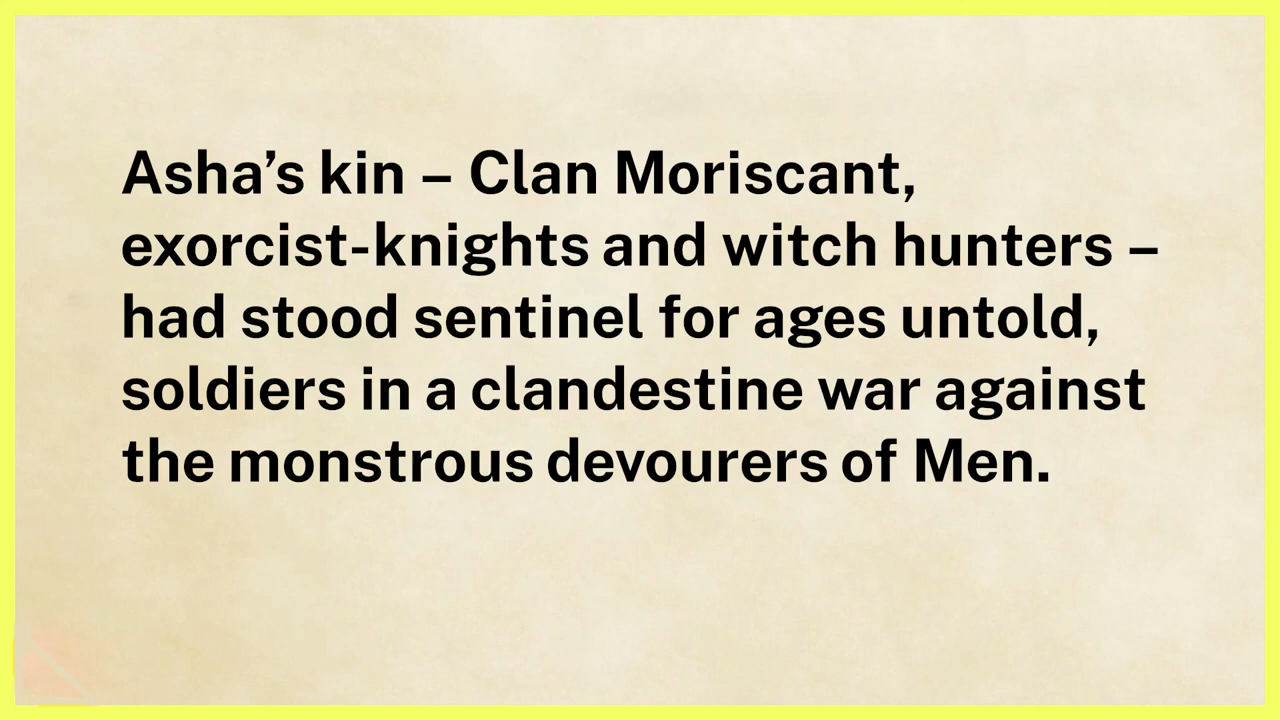 Asha’s kin – Clan Moriscant,
exorcist-knights and witch hunters –
had stood sentinel for ages untold,
soldiers in a clandestine war against
the monstrous devourers of Men.